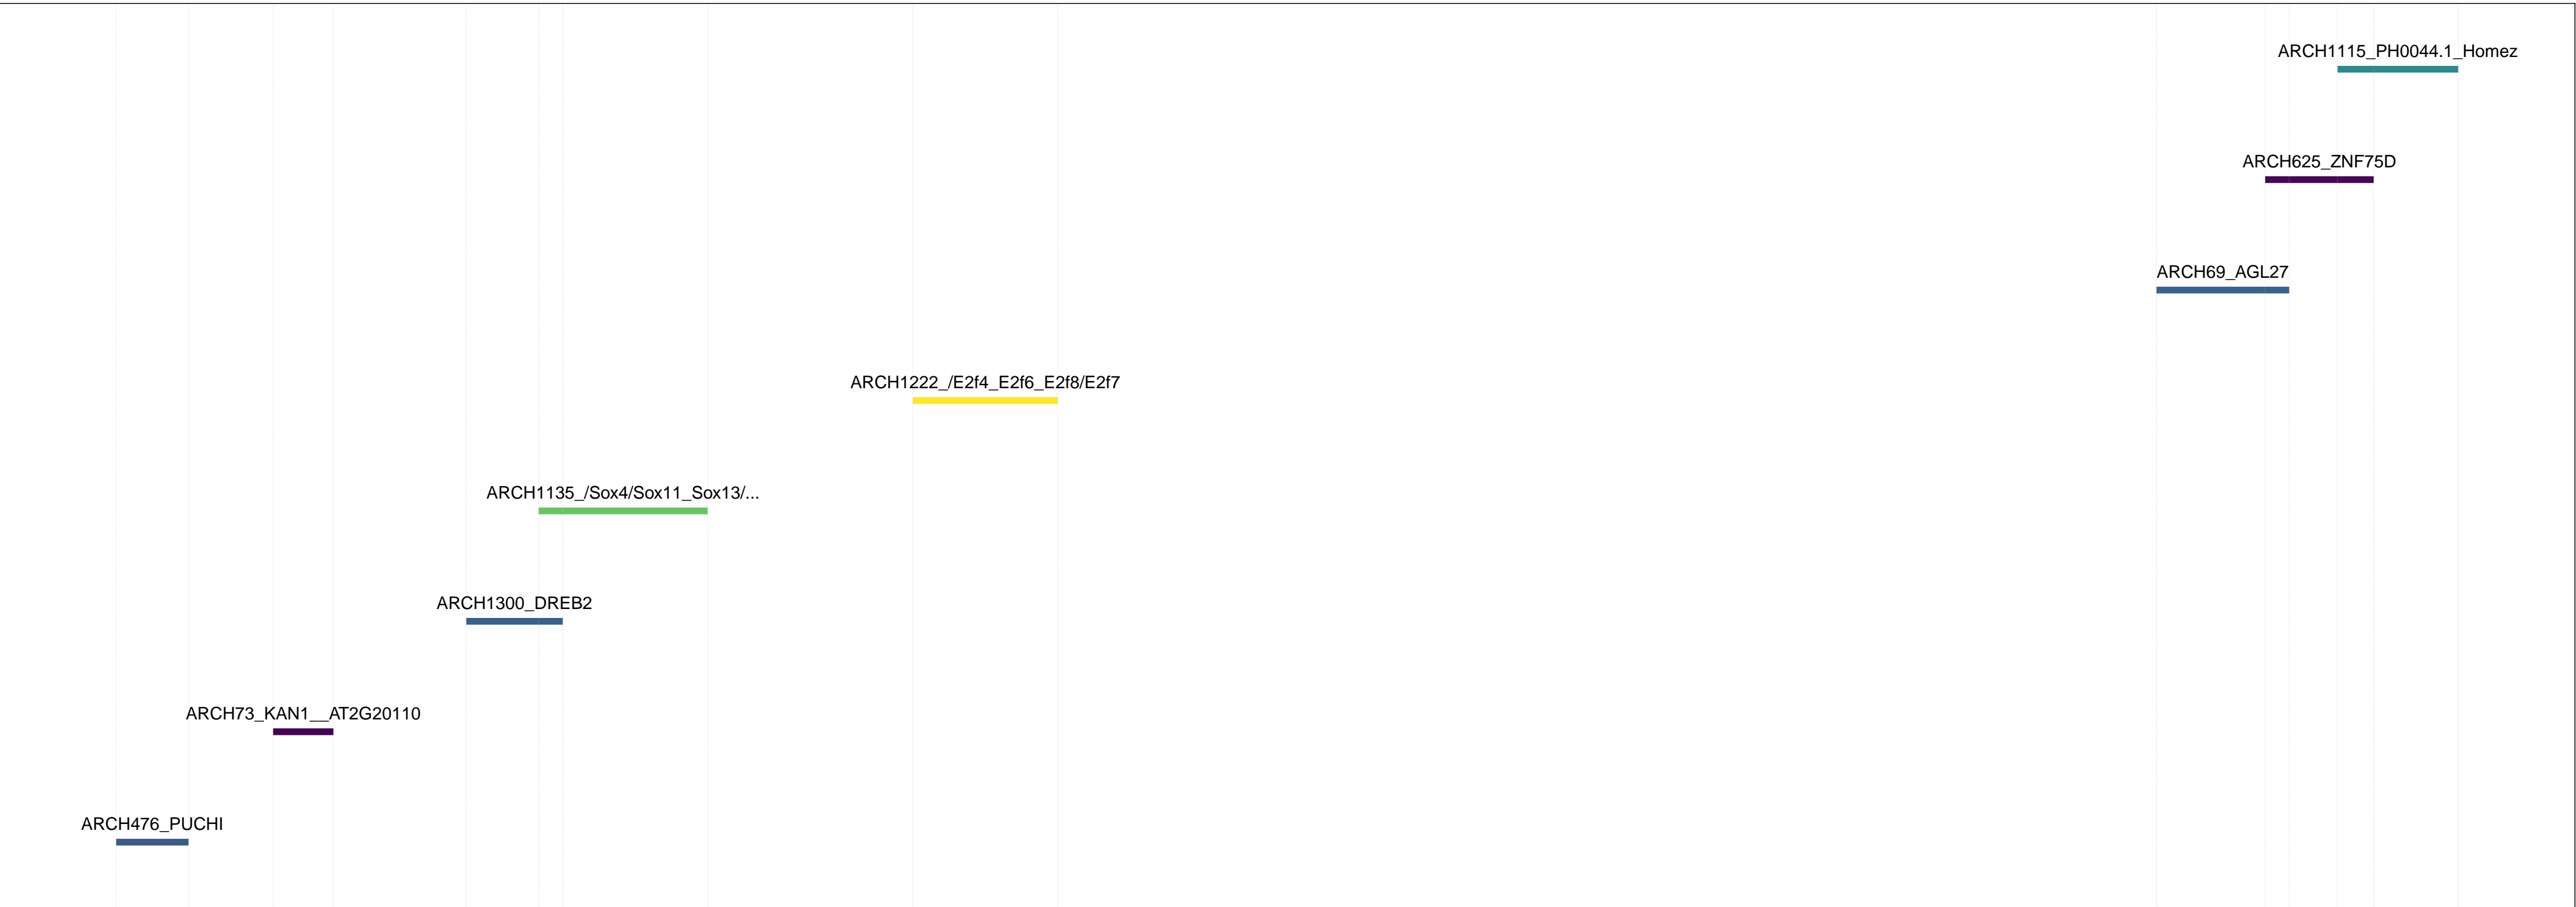 ARCH1115_PH0044.1_Homez
ARCH625_ZNF75D
ARCH69_AGL27
ARCH1222_/E2f4_E2f6_E2f8/E2f7
ARCH1135_/Sox4/Sox11_Sox13/...
ARCH1300_DREB2
ARCH73_KAN1__AT2G20110
ARCH476_PUCHI